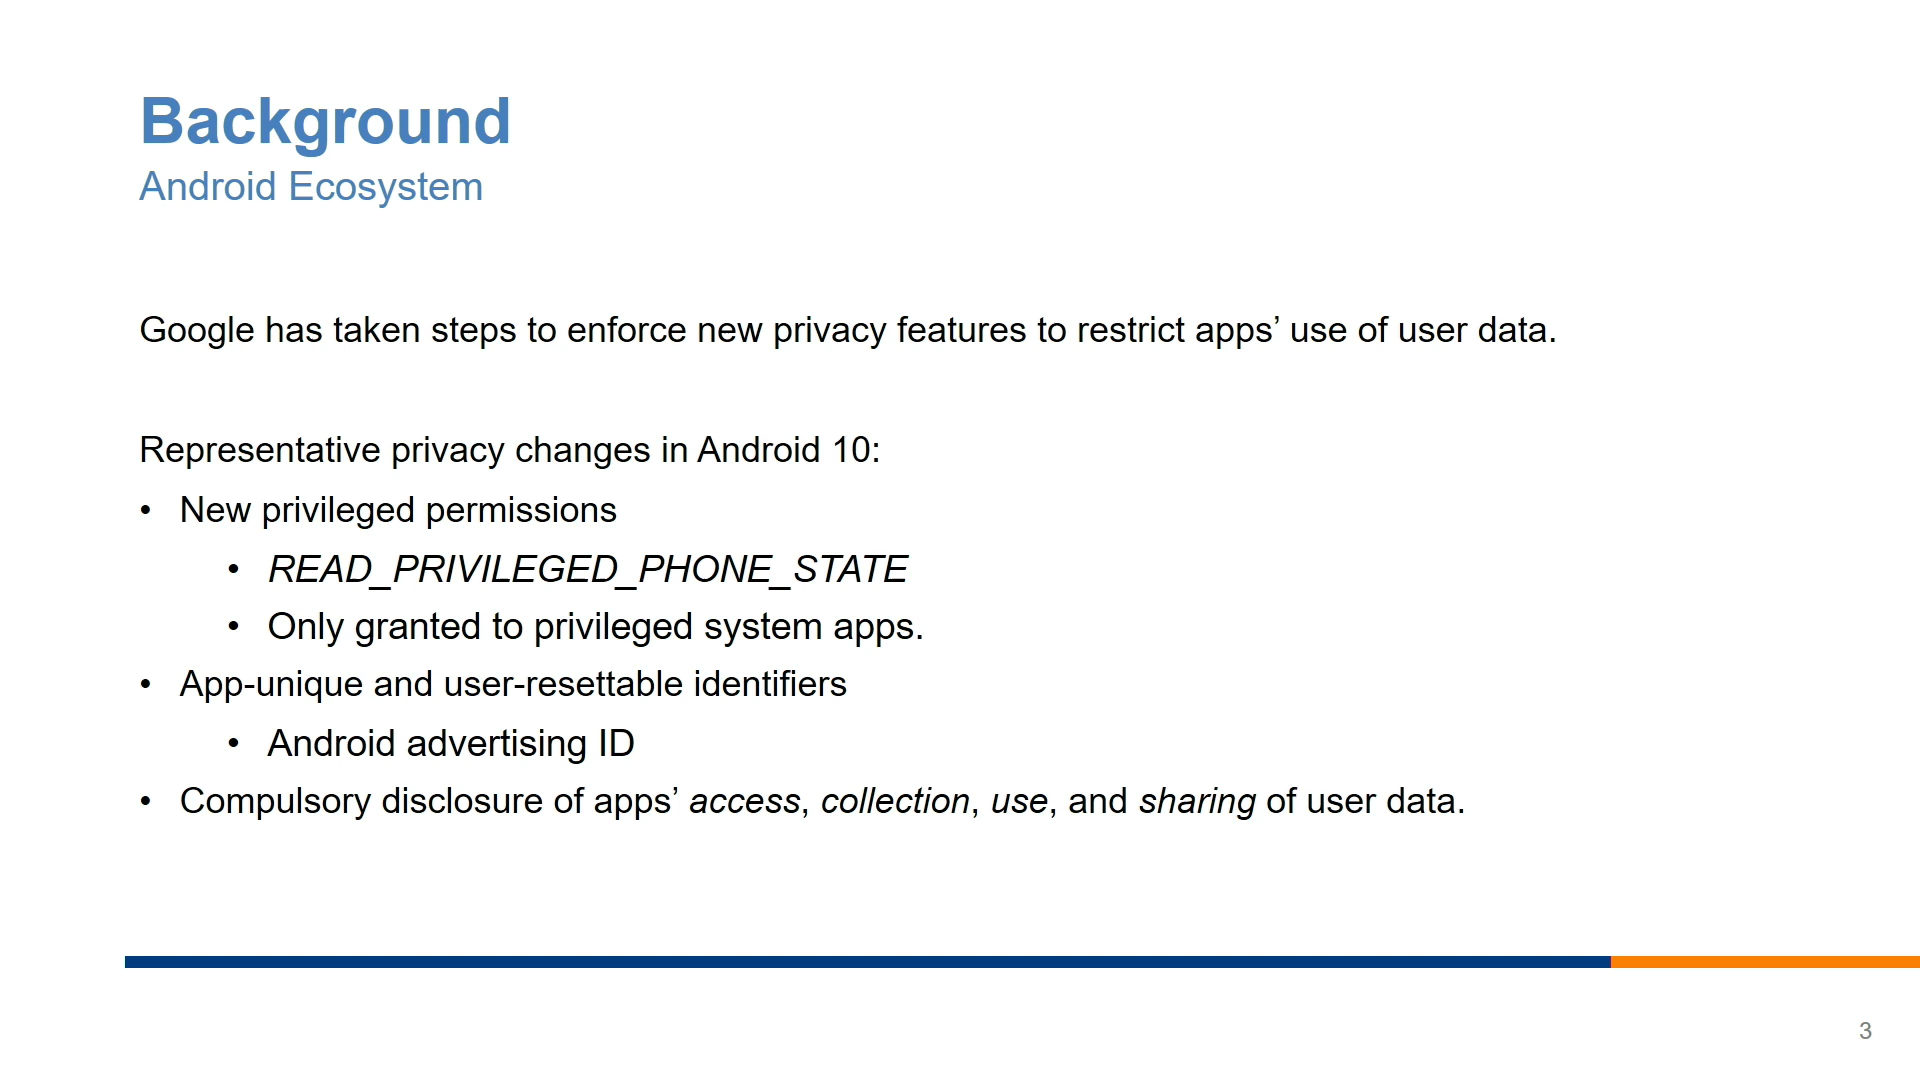 Background
Android Ecosystem
Google has taken steps to enforce new privacy features to restrict apps’ use of user data.
Representative privacy changes in Android 10:
• New privileged permissions
• READ_PRIVILEGED_PHONE_STATE
• Only granted to privileged system apps.
• App-unique and user-resettable identifiers
• Android advertising ID
• Compulsory disclosure of apps’ access, collection, use, and sharing of user data.
3